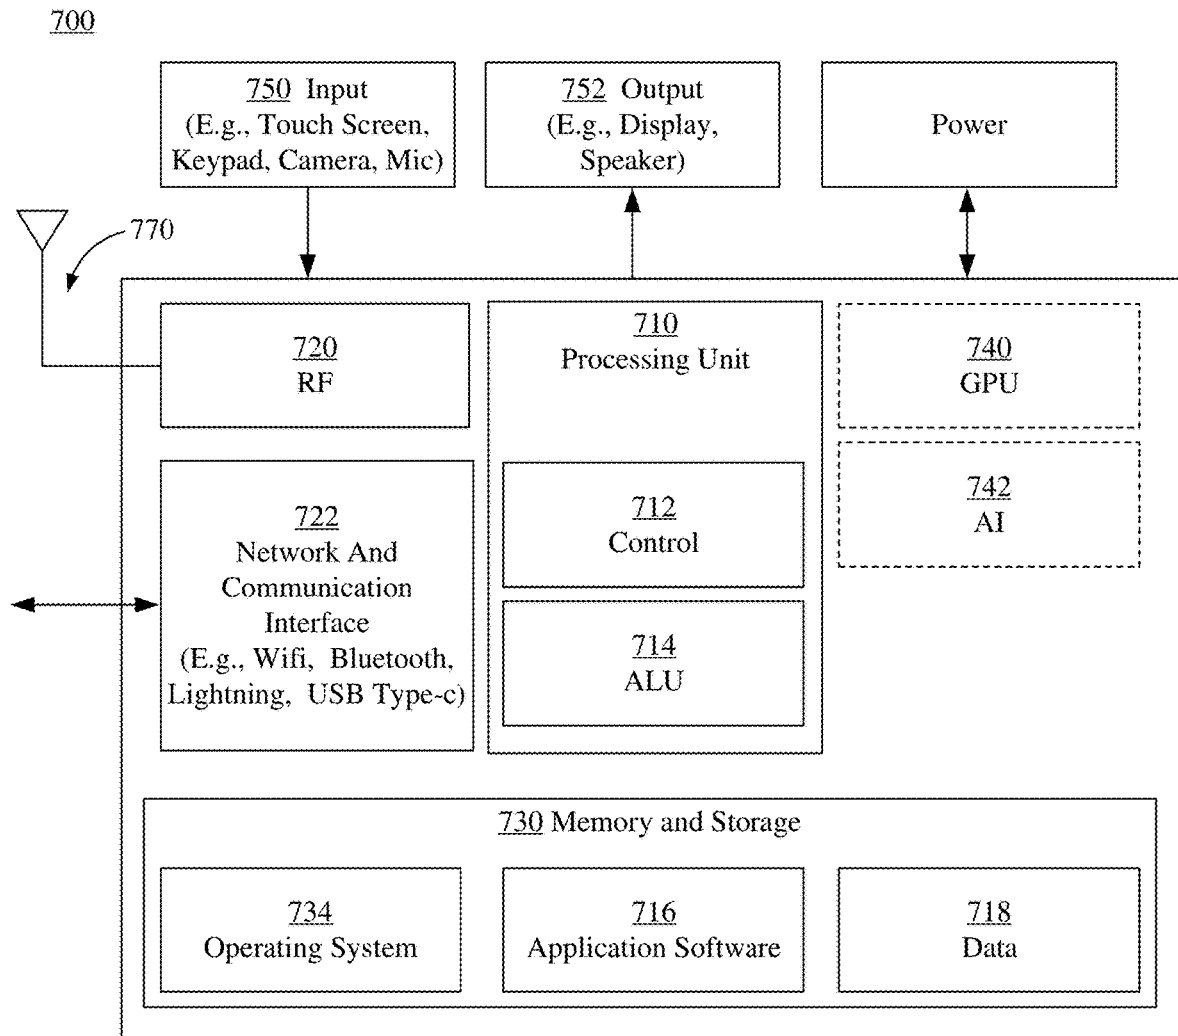 700
750 Input
(E.g., Touch Screen,
Keypad, Camera, Mic)
752 Output
(E.g., Display,
Speaker)
Power
770
720
RF
710
Processing Unit
740
GPU
722
Network And
Communication
Interface
(E.g., Wifi, Bluetooth,
Lightning, USB Type-c)
712
Control
742
AI
714
ALU
730 Memory and Storage
734
Operating System
716
Application Software
718
Data